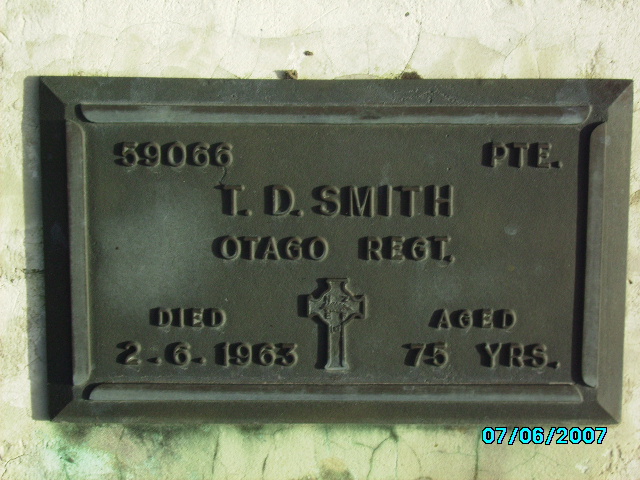 59066 PTE.
T. D. SMITH
OTAGO REGT.
DIED AGED
2.6.1963 75 YRS.
07/06/2007